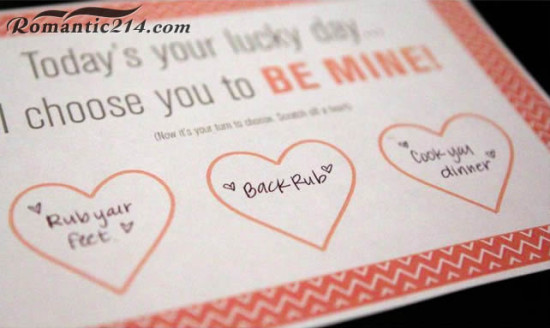 Romantic214.com
Today's your lucky day...
I choose you to BE MINE!
(Now it's your turn to choose. Scratch off a heart)
Rub your
feet
Back Rub
Cook you
dinner